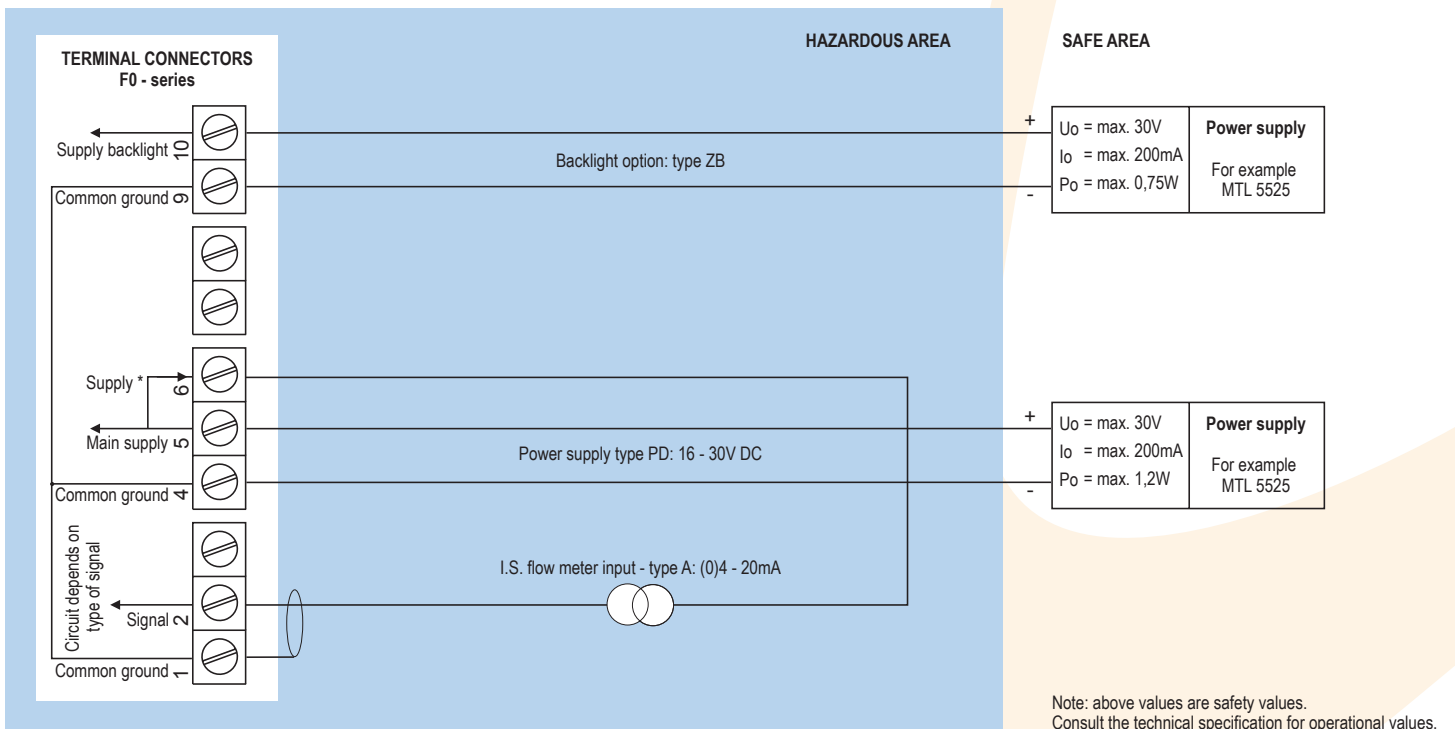 HAZARDOUS AREA
SAFE AREA
TERMINAL CONNECTORS
F0 - series
Supply backlight
10
Common ground
9
Backlight option: type ZB
+
-
Uo = max. 30V
Io = max. 200mA
Po = max. 0,75W
Power supply
For example
MTL 5525
Supply *
6
Main supply
5
Common ground
4
Power supply type PD: 16 - 30V DC
+
-
Uo = max. 30V
Io = max. 200mA
Po = max. 1,2W
Power supply
For example
MTL 5525
Circuit depends on
type of signal
Signal
2
Common ground
1
I.S. flow meter input - type A: (0)4 - 20mA
Note: above values are safety values.
Consult the technical specification for operational values.